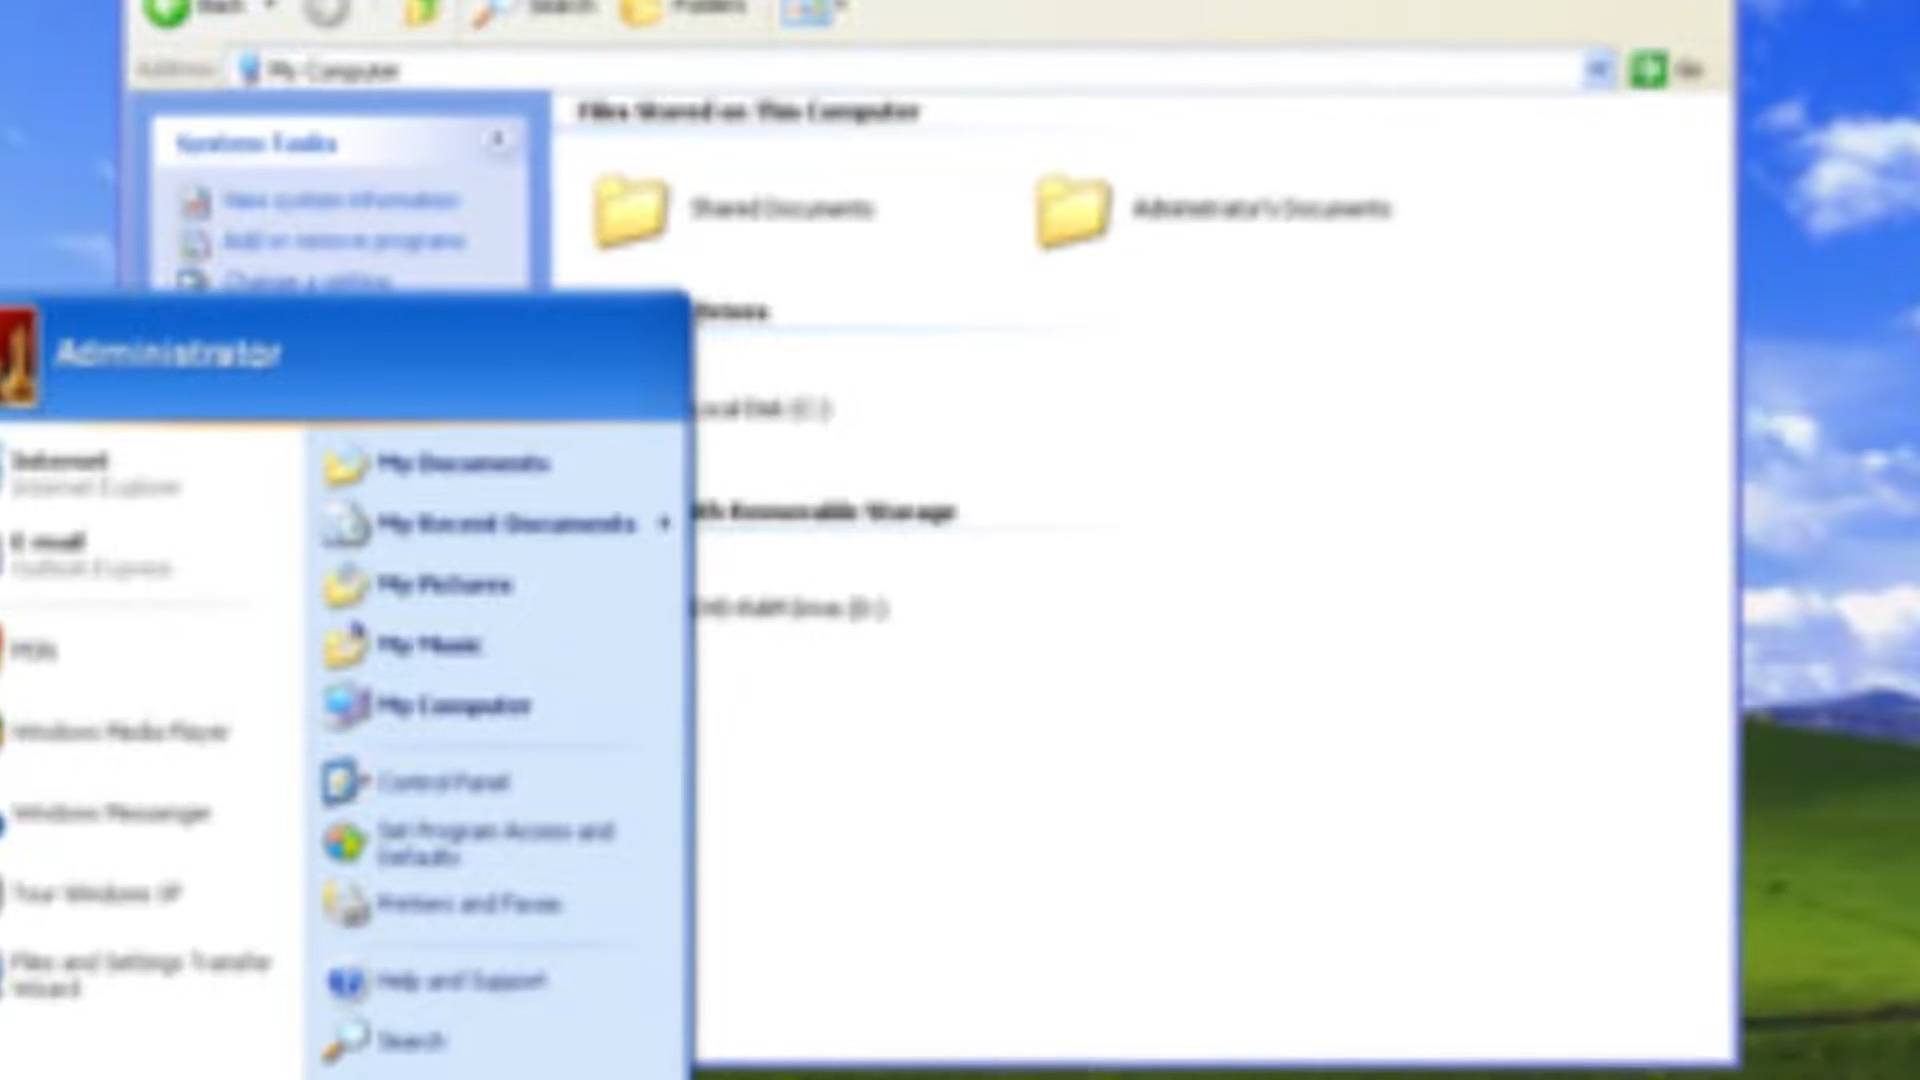 Back
Search
Folders
Address
My Computer
Go
Files Stored on This Computer
System Tasks
View system information
Add or remove programs
Change a setting
Shared Documents
Administrator's Documents
Drives
Administrator
Local Disk (C:)
Internet
Internet Explorer
E-mail
Outlook Express
MSN
Windows Media Player
Windows Messenger
Tour Windows XP
Files and Settings Transfer
Wizard
My Documents
My Recent Documents
My Pictures
My Music
My Computer
Control Panel
Set Program Access and
Defaults
Printers and Faxes
Help and Support
Search
Removable Storage
Drive (D:)